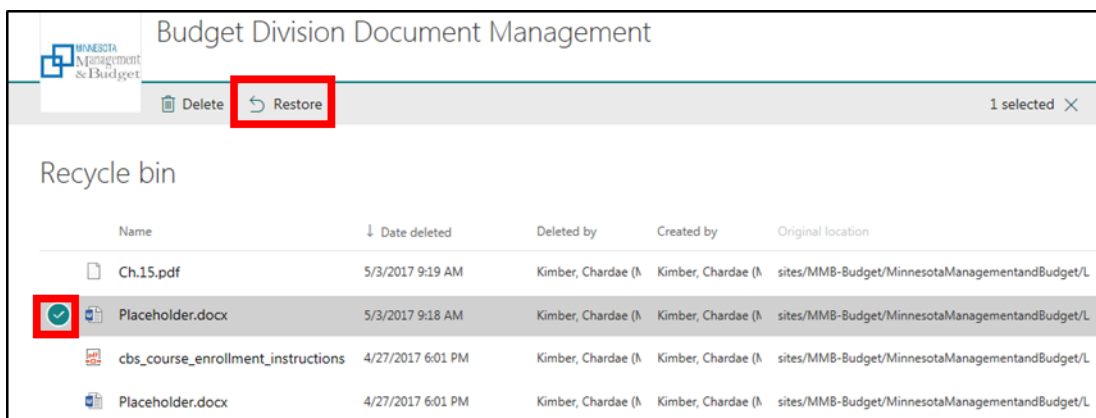 Budget Division Document Management
MINNESOTA
Management
& Budget
Delete Restore 1 selected
Recycle bin
Name ↓ Date deleted Deleted by Created by Original location
Ch.15.pdf 5/3/2017 9:19 AM Kimber, Chardae (M Kimber, Chardae (M sites/MMB-Budget/MinnesotaManagementandBudget/L
Placeholder.docx 5/3/2017 9:18 AM Kimber, Chardae (M Kimber, Chardae (M sites/MMB-Budget/MinnesotaManagementandBudget/L
cbs_course_enrollment_instructions 4/27/2017 6:01 PM Kimber, Chardae (M Kimber, Chardae (M sites/MMB-Budget/MinnesotaManagementandBudget/L
Placeholder.docx 4/27/2017 6:01 PM Kimber, Chardae (M Kimber, Chardae (M sites/MMB-Budget/MinnesotaManagementandBudget/L